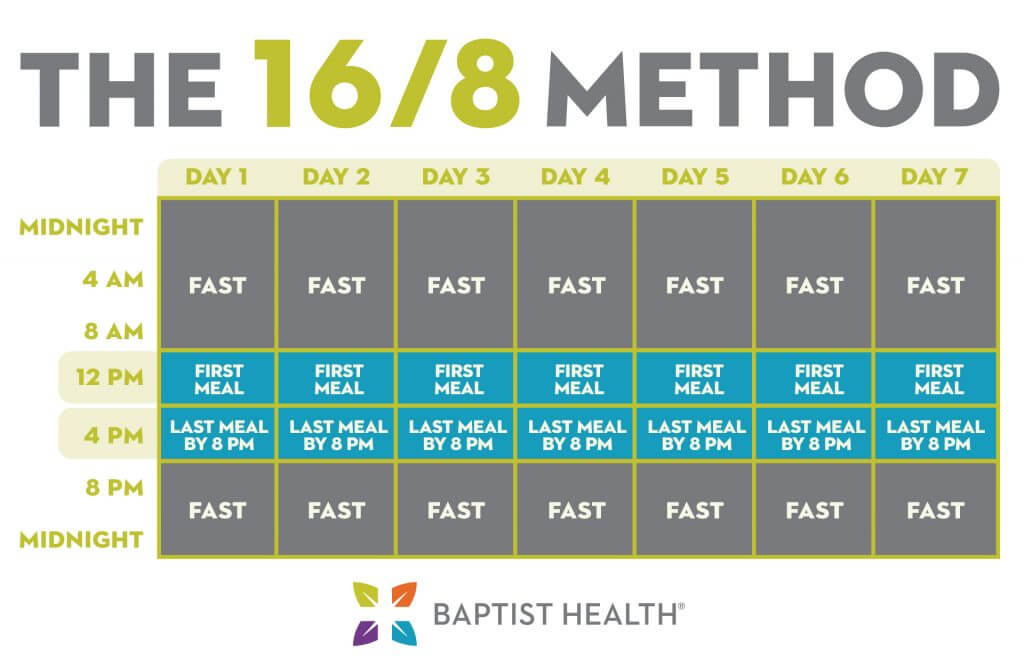 THE 16/8 METHOD
DAY 1 DAY 2 DAY 3 DAY 4 DAY 5 DAY 6 DAY 7
MIDNIGHT
4 AM FAST FAST FAST FAST FAST FAST FAST
8 AM
12 PM FIRST MEAL FIRST MEAL FIRST MEAL FIRST MEAL FIRST MEAL FIRST MEAL FIRST MEAL
4 PM LAST MEAL BY 8 PM LAST MEAL BY 8 PM LAST MEAL BY 8 PM LAST MEAL BY 8 PM LAST MEAL BY 8 PM LAST MEAL BY 8 PM LAST MEAL BY 8 PM
8 PM FAST FAST FAST FAST FAST FAST FAST
MIDNIGHT
BAPTIST HEALTH®